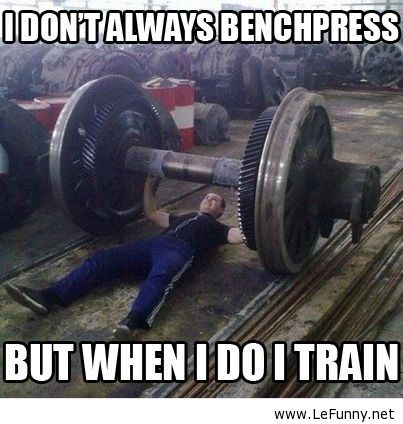 I DON'T ALWAYS BENCHPRESS
BUT WHEN I DO I TRAIN
www.LeFunny.net